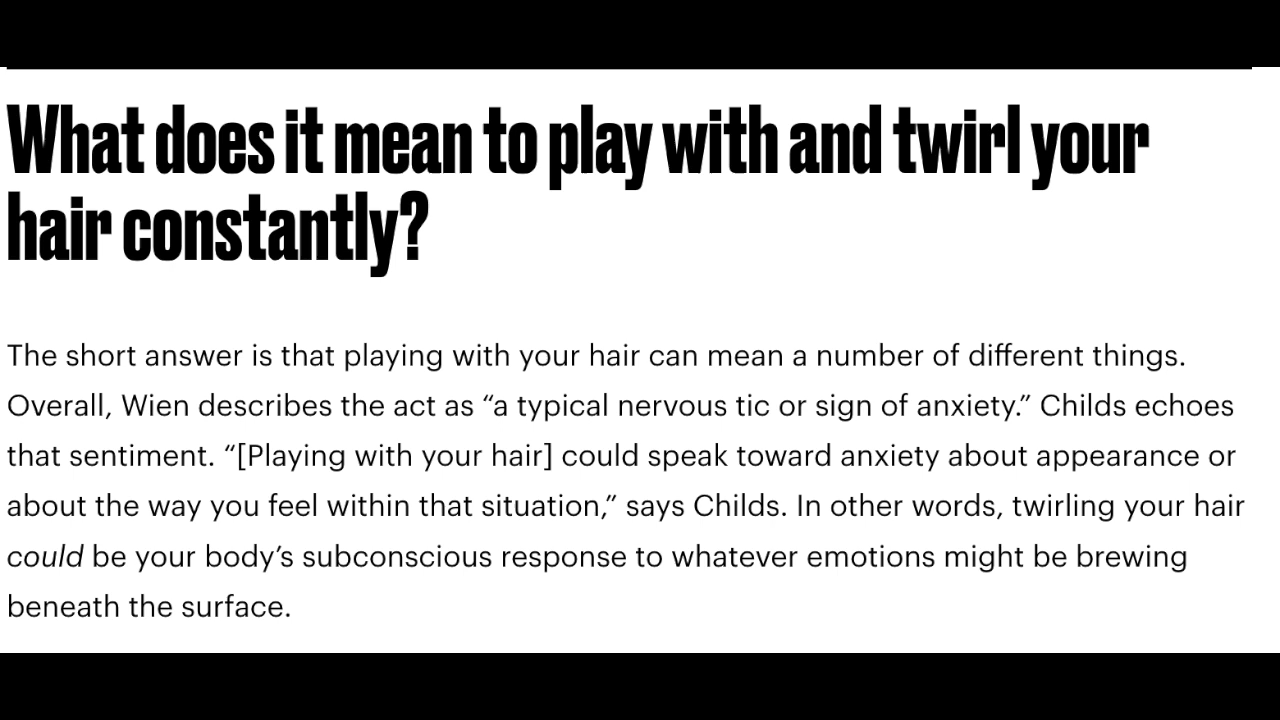 What does it mean to play with and twirl your
hair constantly?
The short answer is that playing with your hair can mean a number of different things.
Overall, Wien describes the act as “a typical nervous tic or sign of anxiety.” Childs echoes
that sentiment. “[Playing with your hair] could speak toward anxiety about appearance or
about the way you feel within that situation,” says Childs. In other words, twirling your hair
could be your body’s subconscious response to whatever emotions might be brewing
beneath the surface.